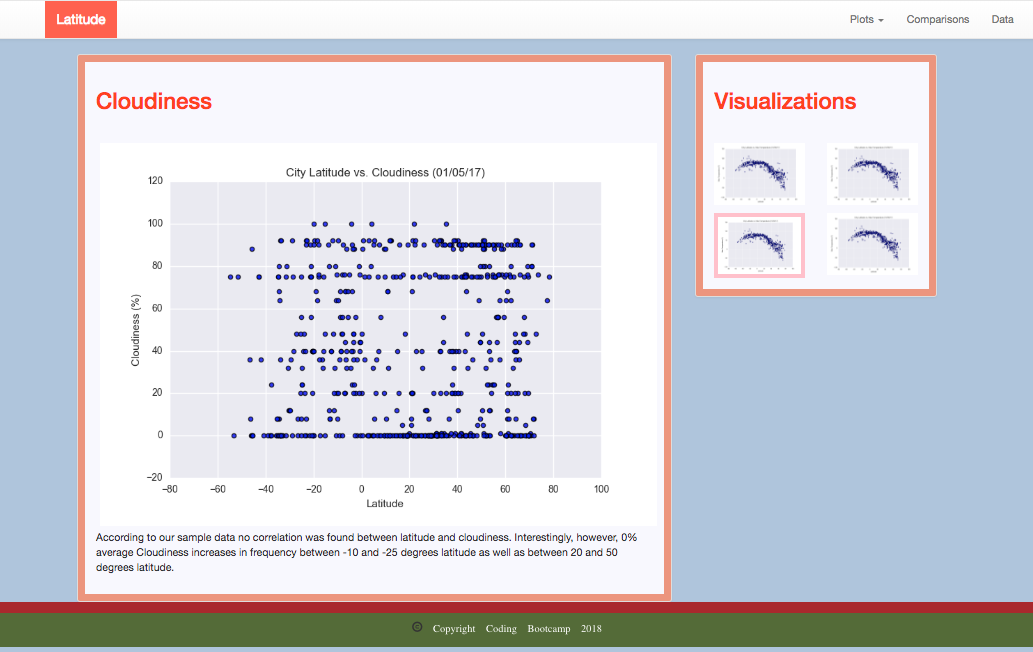 Latitude
Plots Comparisons Data
Cloudiness
City Latitude vs. Cloudiness (01/05/17)
120
100
80
60
40
20
0
−20
Cloudiness (%)
−80 −60 −40 −20 0 20 40 60 80 100
Latitude
According to our sample data no correlation was found between latitude and cloudiness. Interestingly, however, 0%
average Cloudiness increases in frequency between -10 and -25 degrees latitude as well as between 20 and 50
degrees latitude.
Visualizations
© Copyright Coding Bootcamp 2018